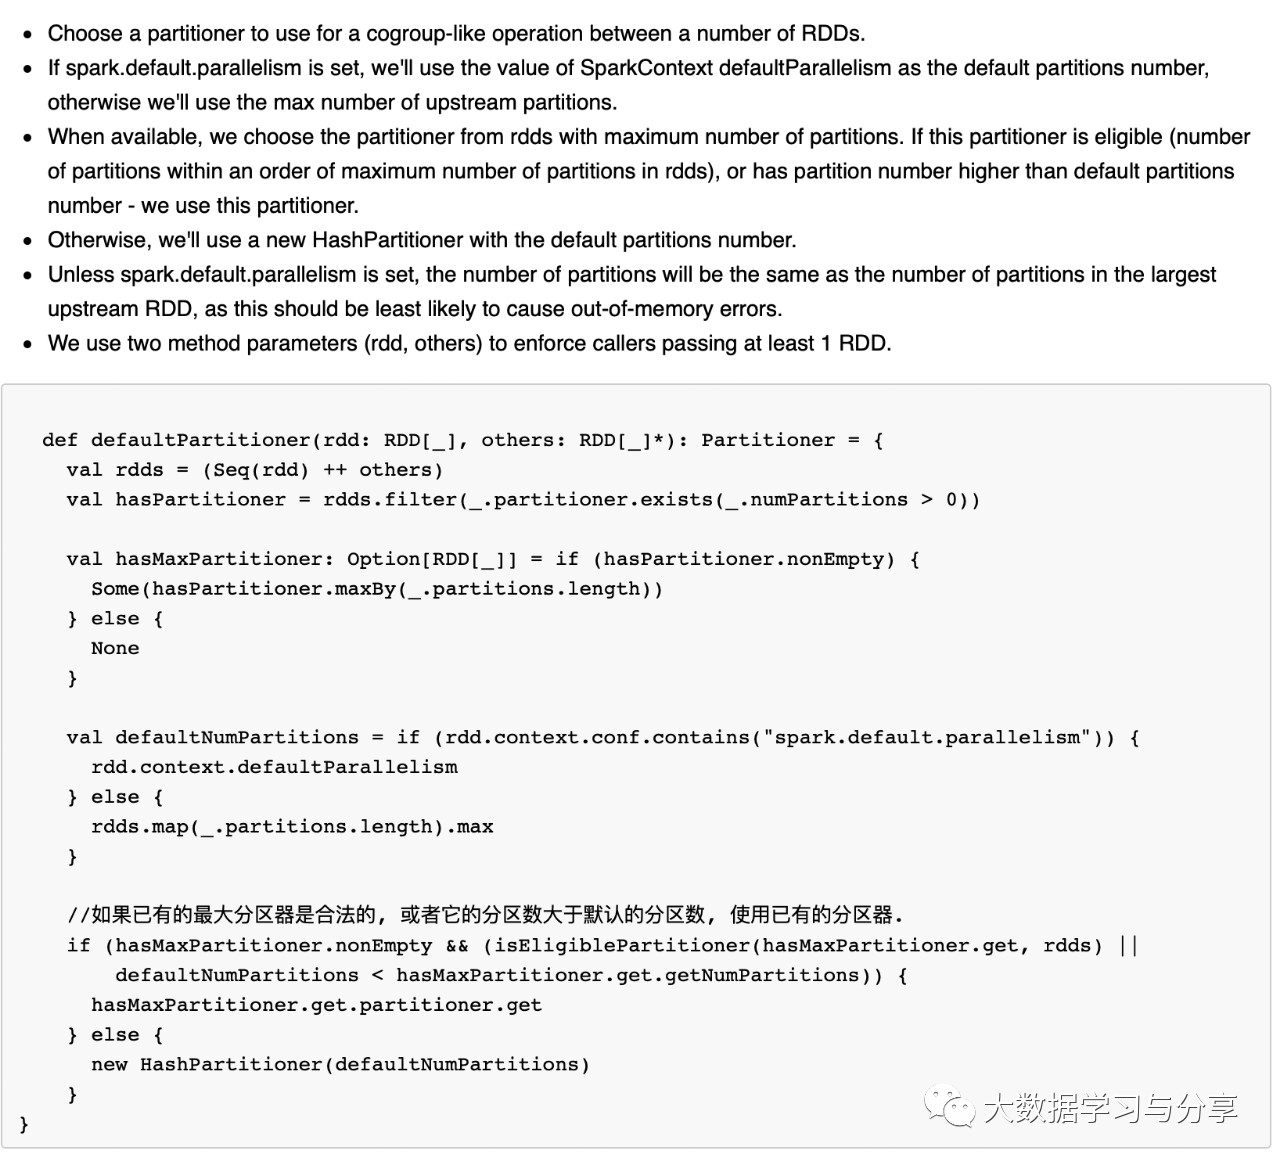 • Choose a partitioner to use for a cogroup-like operation between a number of RDDs.
• If spark.default.parallelism is set, we'll use the value of SparkContext defaultParallelism as the default partitions number,
otherwise we'll use the max number of upstream partitions.
• When available, we choose the partitioner from rdds with maximum number of partitions. If this partitioner is eligible (number
of partitions within an order of maximum number of partitions in rdds), or has partition number higher than default partitions
number - we use this partitioner.
• Otherwise, we'll use a new HashPartitioner with the default partitions number.
• Unless spark.default.parallelism is set, the number of partitions will be the same as the number of partitions in the largest
upstream RDD, as this should be least likely to cause out-of-memory errors.
• We use two method parameters (rdd, others) to enforce callers passing at least 1 RDD.
  def defaultPartitioner(rdd: RDD[_], others: RDD[_]*): Partitioner = {
    val rdds = (Seq(rdd) ++ others)
    val hasPartitioner = rdds.filter(_.partitioner.exists(_.numPartitions > 0))
    val hasMaxPartitioner: Option[RDD[_]] = if (hasPartitioner.nonEmpty) {
      Some(hasPartitioner.maxBy(_.partitions.length))
    } else {
      None
    }
    val defaultNumPartitions = if (rdd.context.conf.contains("spark.default.parallelism")) {
      rdd.context.defaultParallelism
    } else {
      rdds.map(_.partitions.length).max
    }
    //如果已有的最大分区器是合法的, 或者它的分区数大于默认的分区数, 使用已有的分区器.
    if (hasMaxPartitioner.nonEmpty && (isEligiblePartitioner(hasMaxPartitioner.get, rdds) ||
        defaultNumPartitions < hasMaxPartitioner.get.getNumPartitions)) {
      hasMaxPartitioner.get.partitioner.get
    } else {
      new HashPartitioner(defaultNumPartitions)
    }
}
大数据学习与分享